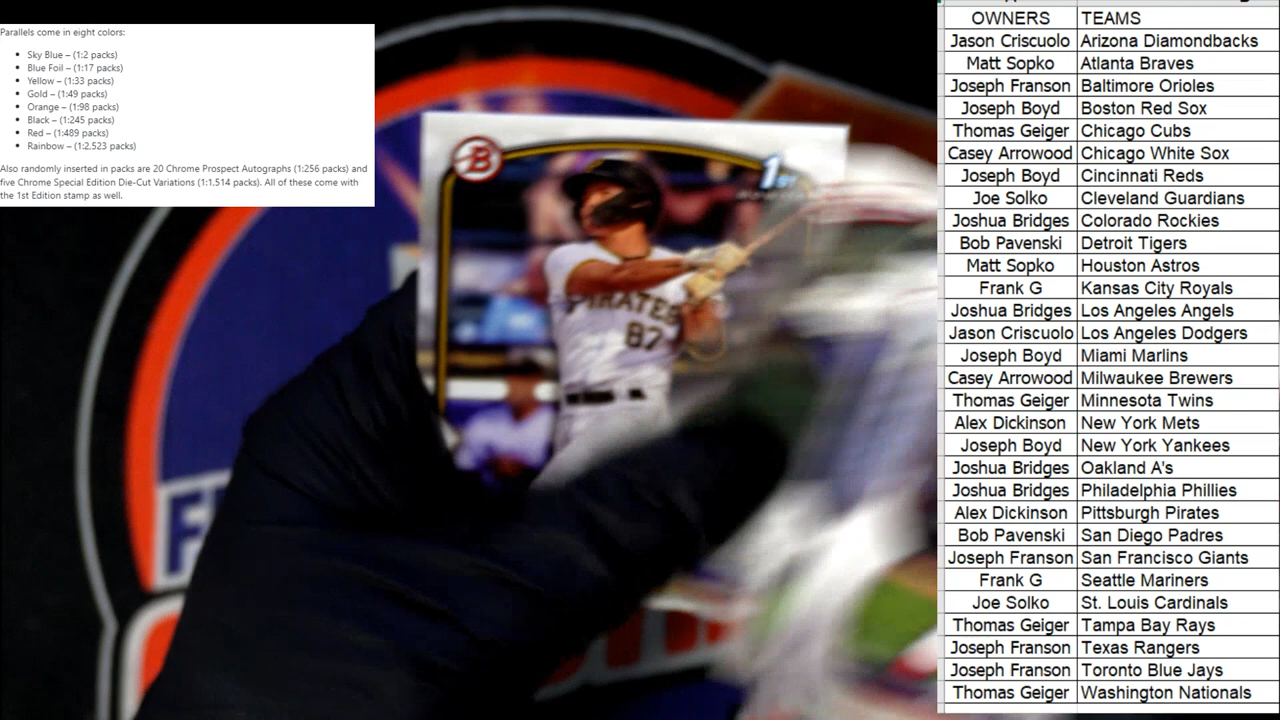 Parallels come in eight colors:
Sky Blue – (1:2 packs)
Blue Foil – (1:17 packs)
Yellow – (1:33 packs)
Gold – (1:49 packs)
Orange – (1:98 packs)
Black – (1:245 packs)
Red – (1:489 packs)
Rainbow – (1:2,523 packs)
Also randomly inserted in packs are 20 Chrome Prospect Autographs (1:256 packs) and
five Chrome Special Edition Die-Cut Variations (1:1,514 packs). All of these come with
the 1st Edition stamp as well.
B
1ST
PIRATES
87
F
OWNERS TEAMS
Jason Criscuolo Arizona Diamondbacks
Matt Sopko Atlanta Braves
Joseph Franson Baltimore Orioles
Joseph Boyd Boston Red Sox
Thomas Geiger Chicago Cubs
Casey Arrowood Chicago White Sox
Joseph Boyd Cincinnati Reds
Joe Solko Cleveland Guardians
Joshua Bridges Colorado Rockies
Bob Pavenski Detroit Tigers
Matt Sopko Houston Astros
Frank G Kansas City Royals
Joshua Bridges Los Angeles Angels
Jason Criscuolo Los Angeles Dodgers
Joseph Boyd Miami Marlins
Casey Arrowood Milwaukee Brewers
Thomas Geiger Minnesota Twins
Alex Dickinson New York Mets
Joseph Boyd New York Yankees
Joshua Bridges Oakland A's
Joshua Bridges Philadelphia Phillies
Alex Dickinson Pittsburgh Pirates
Bob Pavenski San Diego Padres
Joseph Franson San Francisco Giants
Frank G Seattle Mariners
Joe Solko St. Louis Cardinals
Thomas Geiger Tampa Bay Rays
Joseph Franson Texas Rangers
Joseph Franson Toronto Blue Jays
Thomas Geiger Washington Nationals